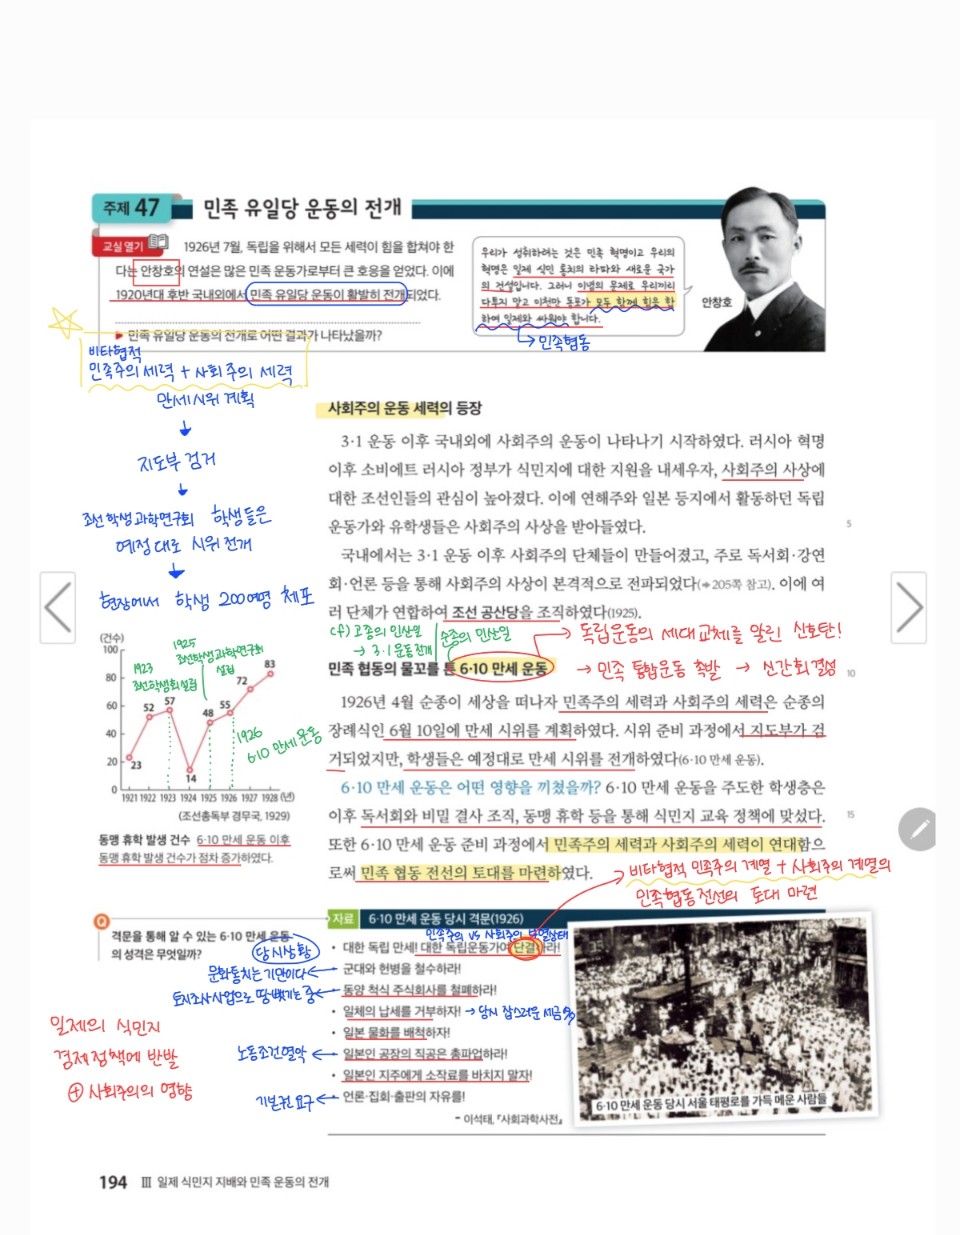 주제 47 민족 유일당 운동의 전개
교실 열기
1926년 7월, 독립을 위해서 모든 세력이 힘을 합쳐야 한
다는 안창호의 연설은 많은 민족 운동가로부터 큰 호응을 얻었다. 이에
1920년대 후반 국내외에서 민족 유일당 운동이 활발히 전개되었다.
▶ 민족 유일당 운동의 전개로 어떤 결과가 나타났을까?
우리가 성취하려는 것은 민족 혁명이고 우리의
혁명은 일제 식민 통치의 타파와 새로운 국가
의 건설입니다. 그러니 이념의 문제로 우리끼리
다투지 말고 이천만 동포가 모두 함께 힘을 합
하여 일제와 싸워야 합니다.
안창호
→ 민족협동
비타협적
민족주의 세력 + 사회주의 세력
만세시위 계획
↓
지도부 검거
↓
조선학생과학연구회 학생들은
예정대로 시위 전개
↓
현장에서 학생 200여명 체포
사회주의 운동 세력의 등장
3·1 운동 이후 국내외에 사회주의 운동이 나타나기 시작하였다. 러시아 혁명
이후 소비에트 러시아 정부가 식민지에 대한 지원을 내세우자, 사회주의 사상에
대한 조선인들의 관심이 높아졌다. 이에 연해주와 일본 등지에서 활동하던 독립
운동가와 유학생들은 사회주의 사상을 받아들였다.
5
국내에서는 3·1 운동 이후 사회주의 단체들이 만들어졌고, 주로 독서회·강연
회·언론 등을 통해 사회주의 사상이 본격적으로 전파되었다(➔205쪽 참고). 이에 여
러 단체가 연합하여 조선 공산당을 조직하였다(1925).
(cf) 고종의 인산일
→ 3·1 운동 전개
순종의 인산일
→ 독립운동의 세대교체를 알린 신호탄!
→ 민족 통합운동 촉발 → 신간회 결성
민족 협동의 물꼬를 튼 6·10 만세 운동
10
1926년 4월 순종이 세상을 떠나자 민족주의 세력과 사회주의 세력은 순종의
장례식인 6월 10일에 만세 시위를 계획하였다. 시위 준비 과정에서 지도부가 검
거되었지만, 학생들은 예정대로 만세 시위를 전개하였다(6·10 만세 운동).
6·10 만세 운동은 어떤 영향을 끼쳤을까? 6·10 만세 운동을 주도한 학생층은
이후 독서회와 비밀 결사 조직, 동맹 휴학 등을 통해 식민지 교육 정책에 맞섰다.
15
또한 6·10 만세 운동 준비 과정에서 민족주의 세력과 사회주의 세력이 연대함으
로써 민족 협동 전선의 토대를 마련하였다.
→ 비타협적 민족주의 계열 + 사회주의 계열의
민족협동전선의 토대 마련
(건수)
100
80
60
40
20
0
23
52
57
14
48
55
72
83
1923
조선학생회 설립
1925
조선학생과학연구회
설립
1926
6·10 만세 운동
1921 1922 1923 1924 1925 1926 1927 1928 (년)
(조선총독부 경무국, 1929)
동맹 휴학 발생 건수 6·10 만세 운동 이후
동맹 휴학 발생 건수가 점차 증가하였다.
Q
격문을 통해 알 수 있는 6·10 만세 운동
의 성격은 무엇일까?
당시상황
자료 6·10 만세 운동 당시 격문(1926)
민족주의 vs 사회주의 분열상태
• 대한 독립 만세! 대한 독립운동가여 단결하라!
• 군대와 헌병을 철수하라!
문화통치는 기만이다 ←
• 동양 척식 주식회사를 철폐하라!
토지조사사업으로 땅 뺏기는 중 ←
• 일체의 납세를 거부하자! → 당시 잡스러운 세금多
• 일본 물화를 배척하자!
• 일본인 공장의 직공은 총파업하라!
노동조건열악 ←
• 일본인 지주에게 소작료를 바치지 말자!
• 언론·집회·출판의 자유를!
기본권 요구 ←
- 이석태, 『사회과학사전』
일제의 식민지
경제정책에 반발
⊕ 사회주의의 영향
6·10 만세 운동 당시 서울 태평로를 가득 메운 사람들
194 Ⅲ 일제 식민지 지배와 민족 운동의 전개